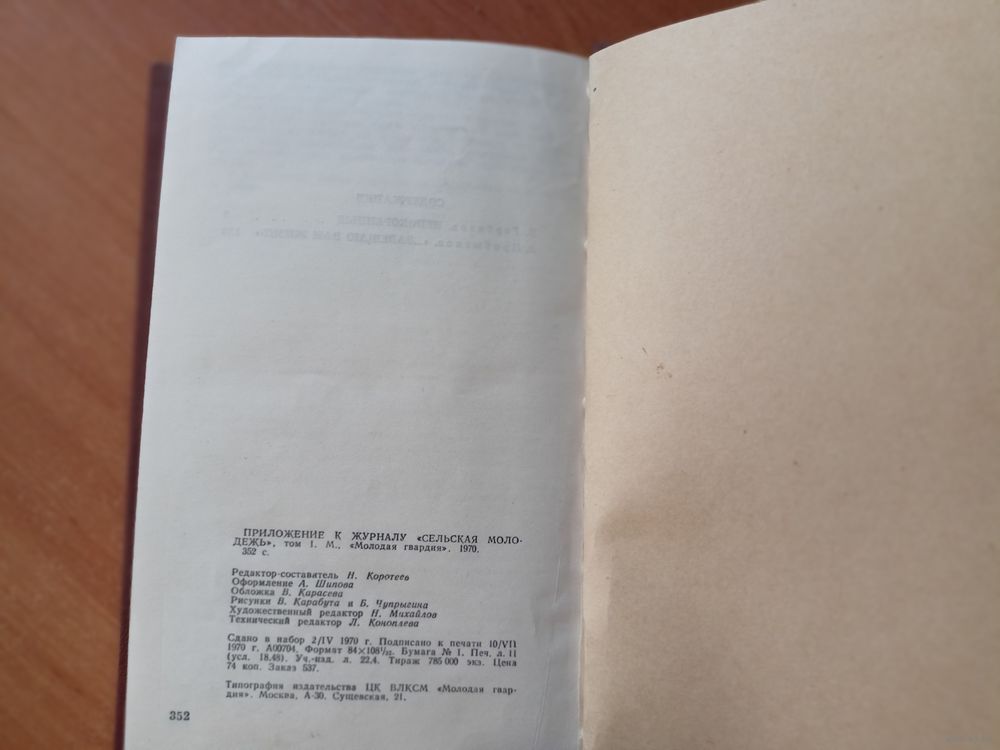 ПРИЛОЖЕНИЕ К ЖУРНАЛУ «СЕЛЬСКАЯ МОЛО-
ДЕЖЬ», том 1. М., «Молодая гвардия», 1970.
352 с.
Редактор-составитель Н. Коротеев
Оформление А. Шипова
Обложка В. Карасева
Рисунки В. Карабута и Б. Чупрыгина
Художественный редактор Н. Михайлов
Технический редактор Л. Коноплева
Сдано в набор 2/IV 1970 г. Подписано к печати 10/VII
1970 г. А00704. Формат 84×108¹/₃₂. Бумага № 1. Печ. л. 11
(усл. 18,48). Уч.-изд. л. 22,4. Тираж 785 000 экз. Цена
74 коп. Заказ 537.
Типография издательства ЦК ВЛКСМ «Молодая гвар-
дия». Москва, А-30, Сущевская, 21.
352